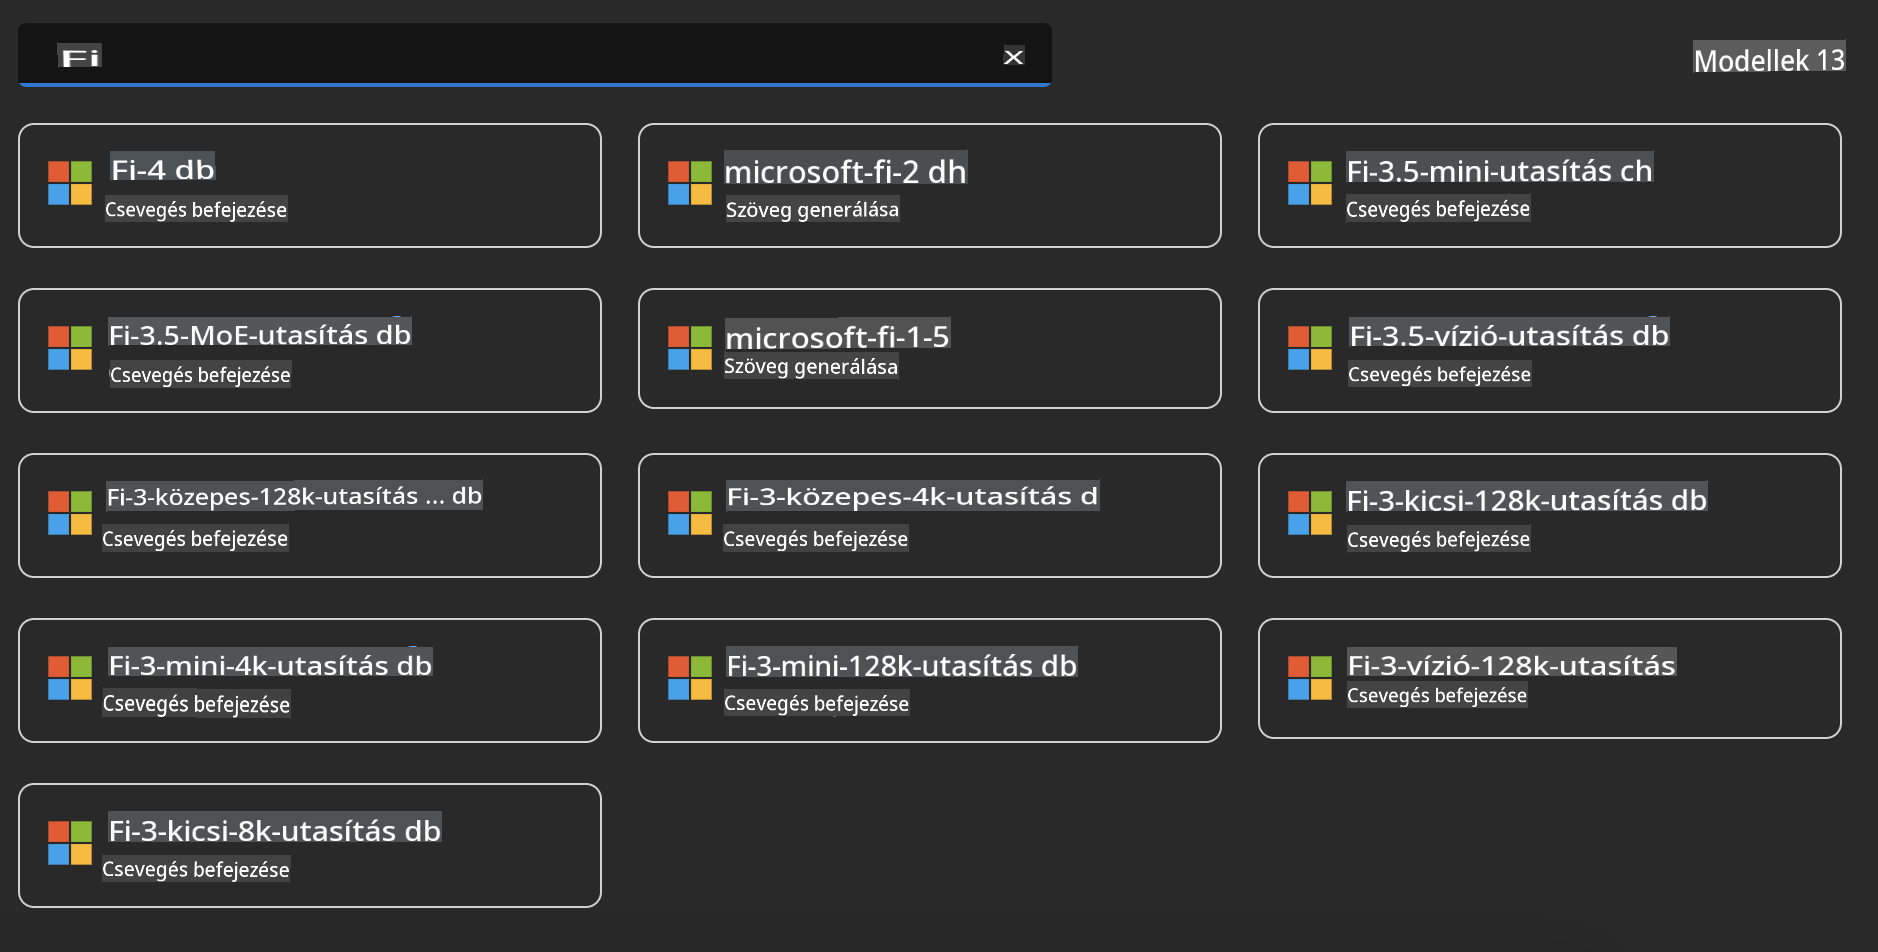 Fi
x
Modellek 13
Fi-4 db
Csevegés befejezése
microsoft-fi-2 dh
Szöveg generálása
Fi-3.5-mini-utasítás ch
Csevegés befejezése
Fi-3.5-MoE-utasítás db
Csevegés befejezése
microsoft-fi-1-5
Szöveg generálása
Fi-3.5-vízió-utasítás db
Csevegés befejezése
Fi-3-közepes-128k-utasítás ... db
Csevegés befejezése
Fi-3-közepes-4k-utasítás d
Csevegés befejezése
Fi-3-kicsi-128k-utasítás db
Csevegés befejezése
Fi-3-mini-4k-utasítás db
Csevegés befejezése
Fi-3-mini-128k-utasítás db
Csevegés befejezése
Fi-3-vízió-128k-utasítás
Csevegés befejezése
Fi-3-kicsi-8k-utasítás db
Csevegés befejezése